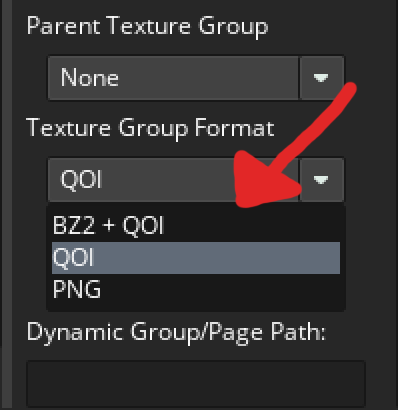 Parent Texture Group
None
Texture Group Format
QOI
BZ2 + QOI
QOI
PNG
Dynamic Group/Page Path: